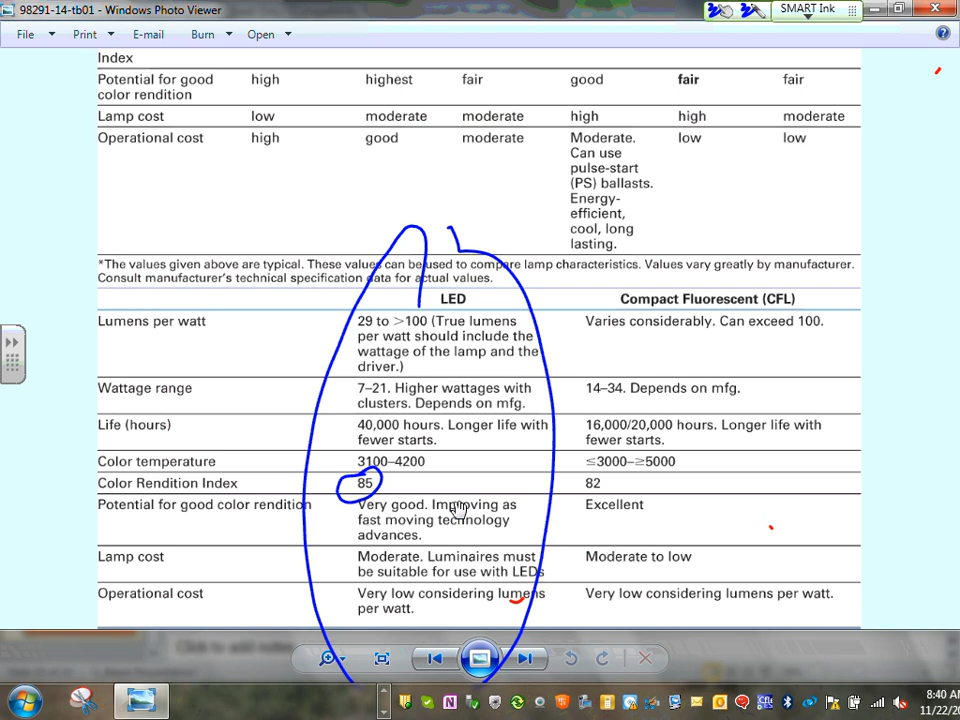 98291-14-tb01 - Windows Photo Viewer
SMART Ink
File Print E-mail Burn Open
Index
Potential for good high highest fair good fair fair
color rendition
Lamp cost low moderate moderate high high moderate
Operational cost high good moderate Moderate. low low
Can use
pulse-start
(PS) ballasts.
Energy-
efficient,
cool, long
lasting.
*The values given above are typical. These values can be used to compare lamp characteristics. Values vary greatly by manufacturer.
Consult manufacturer's technical specification data for actual values.
LED Compact Fluorescent (CFL)
Lumens per watt 29 to >100 (True lumens Varies considerably. Can exceed 100.
per watt should include the
wattage of the lamp and the
driver.)
Wattage range 7–21. Higher wattages with 14–34. Depends on mfg.
clusters. Depends on mfg.
Life (hours) 40,000 hours. Longer life with 16,000/20,000 hours. Longer life with
fewer starts. fewer starts.
Color temperature 3100–4200 ≤3000–≥5000
Color Rendition Index 85 82
Potential for good color rendition Very good. Improving as Excellent
fast moving technology
advances.
Lamp cost Moderate. Luminaires must Moderate to low
be suitable for use with LEDs
Operational cost Very low considering lumens Very low considering lumens per watt.
per watt.
Click to add notes
8:40 A
11/22/20